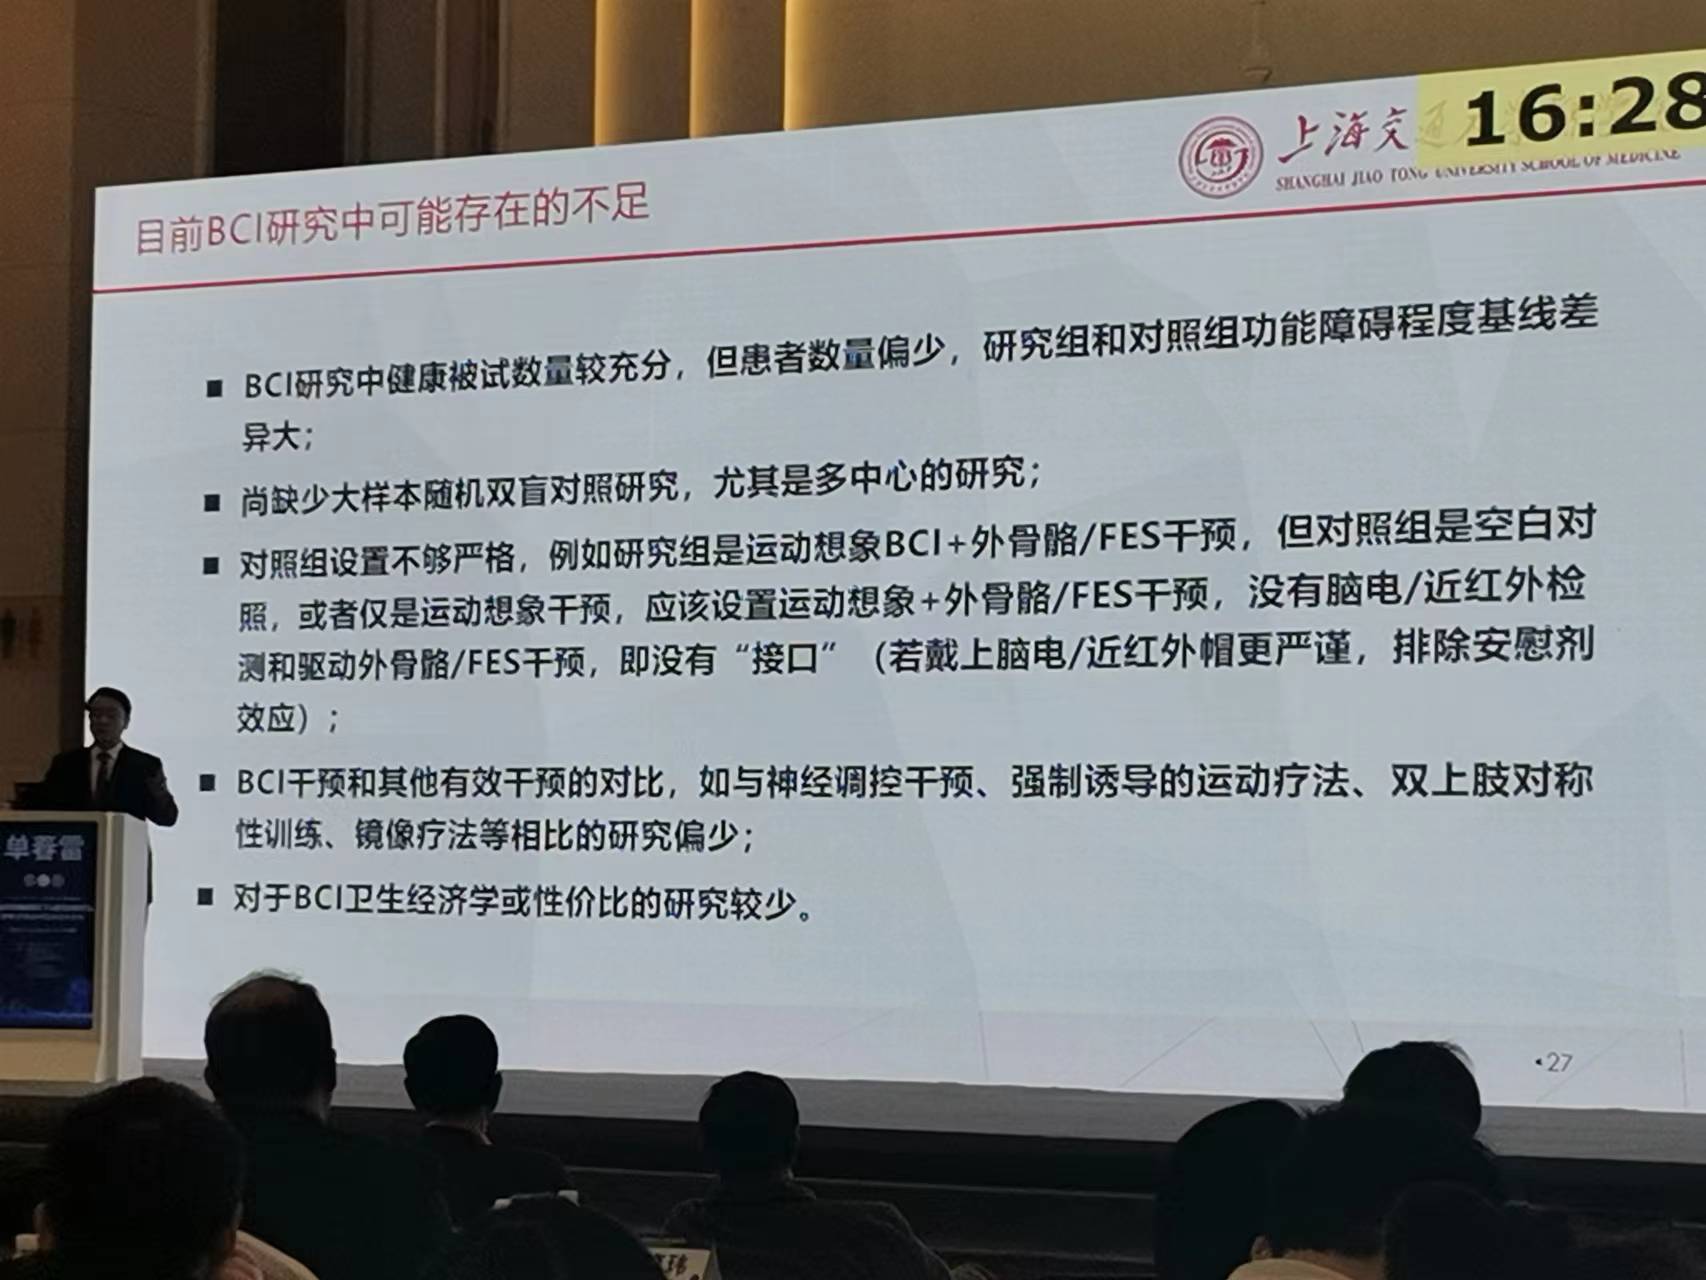 16:28
上海交通
SHANGHAI JIAO TONG UNIVERSITY SCHOOL OF MEDICINE
目前BCI研究中可能存在的不足
■ BCI研究中健康被试数量较充分，但患者数量偏少，研究组和对照组功能障碍程度基线差
异大；
■ 尚缺少大样本随机双盲对照研究，尤其是多中心的研究；
■ 对照组设置不够严格，例如研究组是运动想象BCI+外骨骼/FES干预，但对照组是空白对
照，或者仅是运动想象干预，应该设置运动想象+外骨骼/FES干预，没有脑电/近红外检
测和驱动外骨骼/FES干预，即没有“接口”（若戴上脑电/近红外帽更严谨，排除安慰剂
效应）；
■ BCI干预和其他有效干预的对比，如与神经调控干预、强制诱导的运动疗法、双上肢对称
性训练、镜像疗法等相比的研究偏少；
■ 对于BCI卫生经济学或性价比的研究较少。
27
单春雷